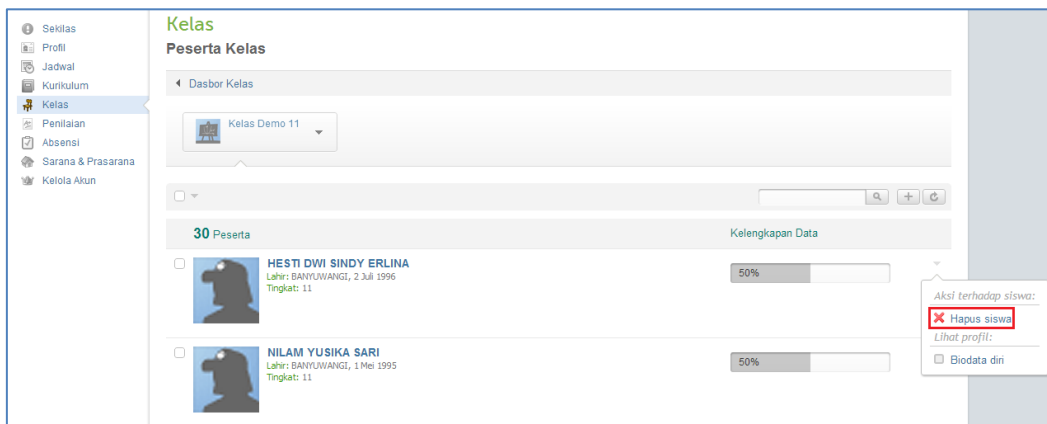 Sekilas
Profil
Jadwal
Kurikulum
Kelas
Penilaian
Absensi
Sarana & Prasarana
Kelola Akun
Kelas
Peserta Kelas
Dasbor Kelas
Kelas Demo 11
30 Peserta
Kelengkapan Data
HESTI DWI SINDY ERLINA
Lahir: BANYUWANGI, 2 Juli 1996
Tingkat: 11
50%
Aksi terhadap siswa:
Hapus siswa
Lihat profil:
Biodata diri
NILAM YUSIKA SARI
Lahir: BANYUWANGI, 1 Mei 1995
Tingkat: 11
50%